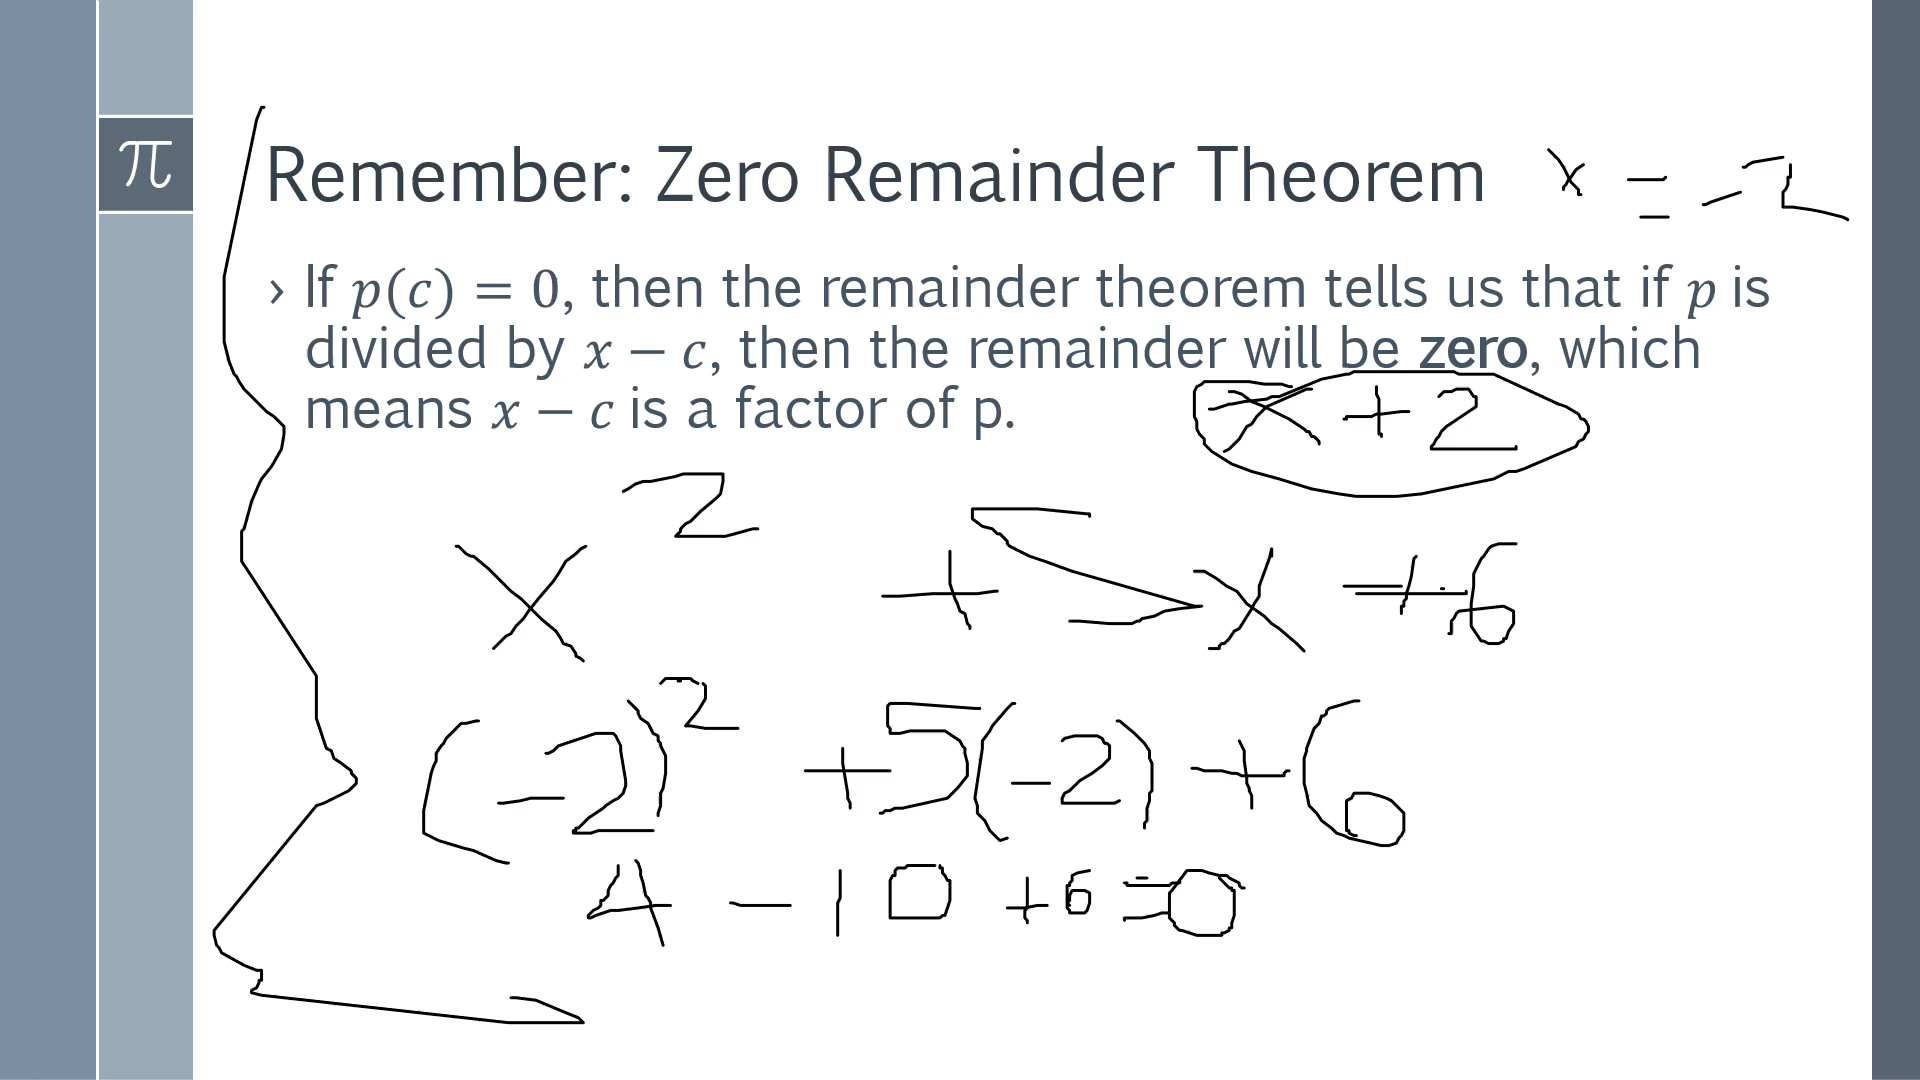 π
Remember: Zero Remainder Theorem x = -2
› If p(c) = 0, then the remainder theorem tells us that if p is
divided by x − c, then the remainder will be zero, which
means x − c is a factor of p.
x + 2
x² + 5x + 6
(-2)² + 5(-2) + 6
4 - 10 + 6 = 0